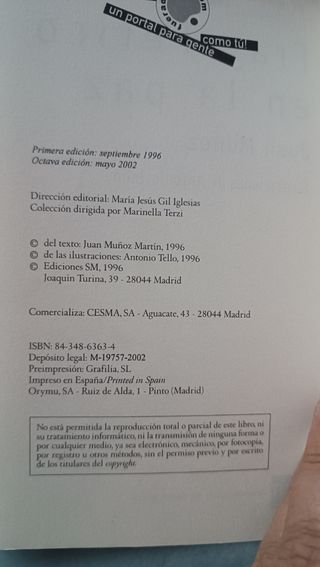 un portal para gente
como tú!
Primera edición: septiembre 1996
Octava edición: mayo 2002
Dirección editorial: María Jesús Gil Iglesias
Colección dirigida por Marinella Terzi
© del texto: Juan Muñoz Martín, 1996
© de las ilustraciones: Antonio Tello, 1996
© Ediciones SM, 1996
Joaquín Turina, 39 - 28044 Madrid
Comercializa: CESMA, SA - Aguacate, 43 - 28044 Madrid
ISBN: 84-348-6363-4
Depósito legal: M-19757-2002
Preimpresión: Grafilia, SL
Impreso en España/Printed in Spain
Orymu, SA - Ruiz de Alda, 1 - Pinto (Madrid)
No está permitida la reproducción total o parcial de este libro, ni
su tratamiento informático, ni la transmisión de ninguna forma o
por cualquier medio, ya sea electrónico, mecánico, por fotocopia,
por registro u otros métodos, sin el permiso previo y por escrito
de los titulares del copyright.